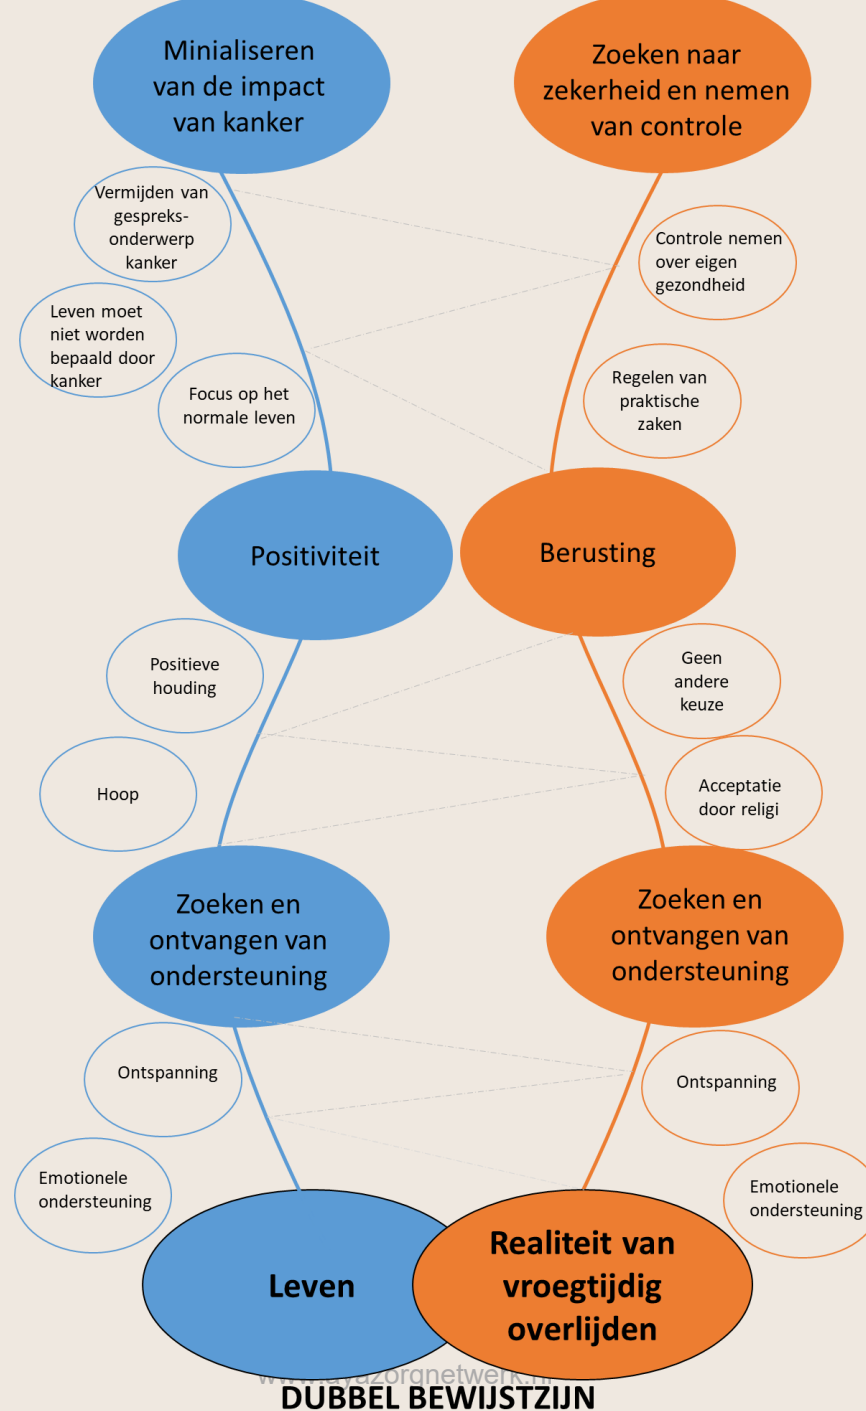 Minialiseren
van de impact
van kanker
Zoeken naar
zekerheid en nemen
van controle
Vermijden van
gespreks-
onderwerp
kanker
Controle nemen
over eigen
gezondheid
Leven moet
niet worden
bepaald door
kanker
Focus op het
normale leven
Regelen van
praktische
zaken
Positiviteit
Berusting
Positieve
houding
Geen
andere
keuze
Hoop
Acceptatie
door religi
Zoeken en
ontvangen van
ondersteuning
Zoeken en
ontvangen van
ondersteuning
Ontspanning
Ontspanning
Emotionele
ondersteuning
Emotionele
ondersteuning
Leven
Realiteit van
vroegtijdig
overlijden
www.ayazorgnetwerk.nl
DUBBEL BEWIJSTZIJN